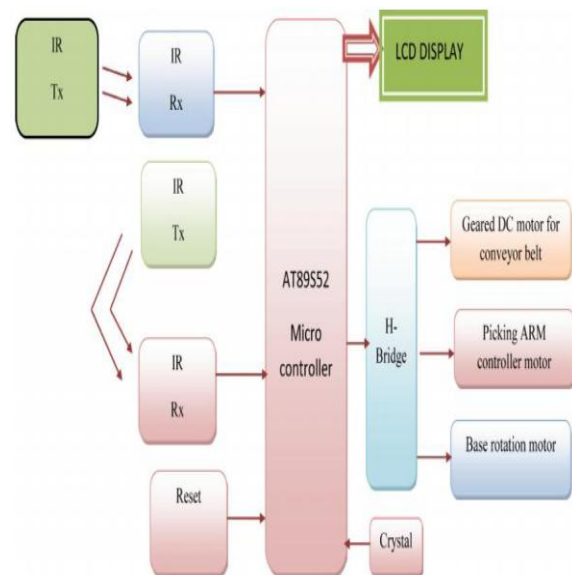 IR
Tx
IR
Rx
LCD DISPLAY
IR
Tx
AT89S52
Micro
controller
H-
Bridge
Geared DC motor for
conveyor belt
Picking ARM
controller motor
Base rotation motor
IR
Rx
Reset
Crystal